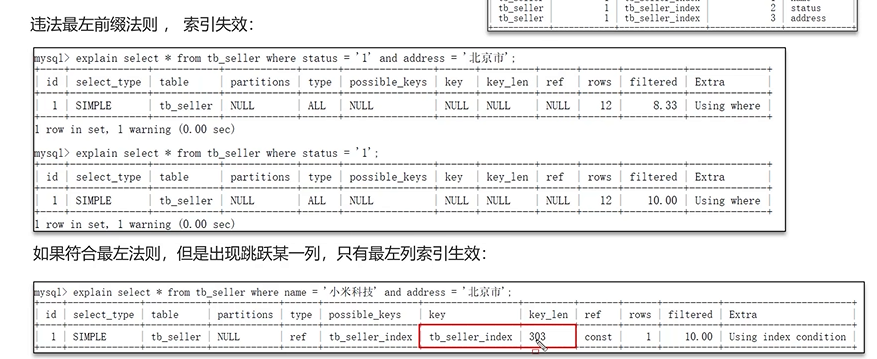 tb_seller | 1 | tb_seller_index | 2 | status
tb_seller | 1 | tb_seller_index | 3 | address
违法最左前缀法则 ， 索引失效：
mysql> explain select * from tb_seller where status = '1' and address = '北京市';
| id | select_type | table | partitions | type | possible_keys | key | key_len | ref | rows | filtered | Extra |
| 1 | SIMPLE | tb_seller | NULL | ALL | NULL | NULL | NULL | NULL | 12 | 8.33 | Using where |
1 row in set, 1 warning (0.00 sec)
mysql> explain select * from tb_seller where status = '1';
| id | select_type | table | partitions | type | possible_keys | key | key_len | ref | rows | filtered | Extra |
| 1 | SIMPLE | tb_seller | NULL | ALL | NULL | NULL | NULL | NULL | 12 | 10.00 | Using where |
1 row in set, 1 warning (0.00 sec)
如果符合最左法则，但是出现跳跃某一列，只有最左列索引生效：
mysql> explain select * from tb_seller where name = '小米科技' and address = '北京市';
| id | select_type | table | partitions | type | possible_keys | key | key_len | ref | rows | filtered | Extra |
| 1 | SIMPLE | tb_seller | NULL | ref | tb_seller_index | tb_seller_index | 303 | const | 1 | 10.00 | Using index condition |